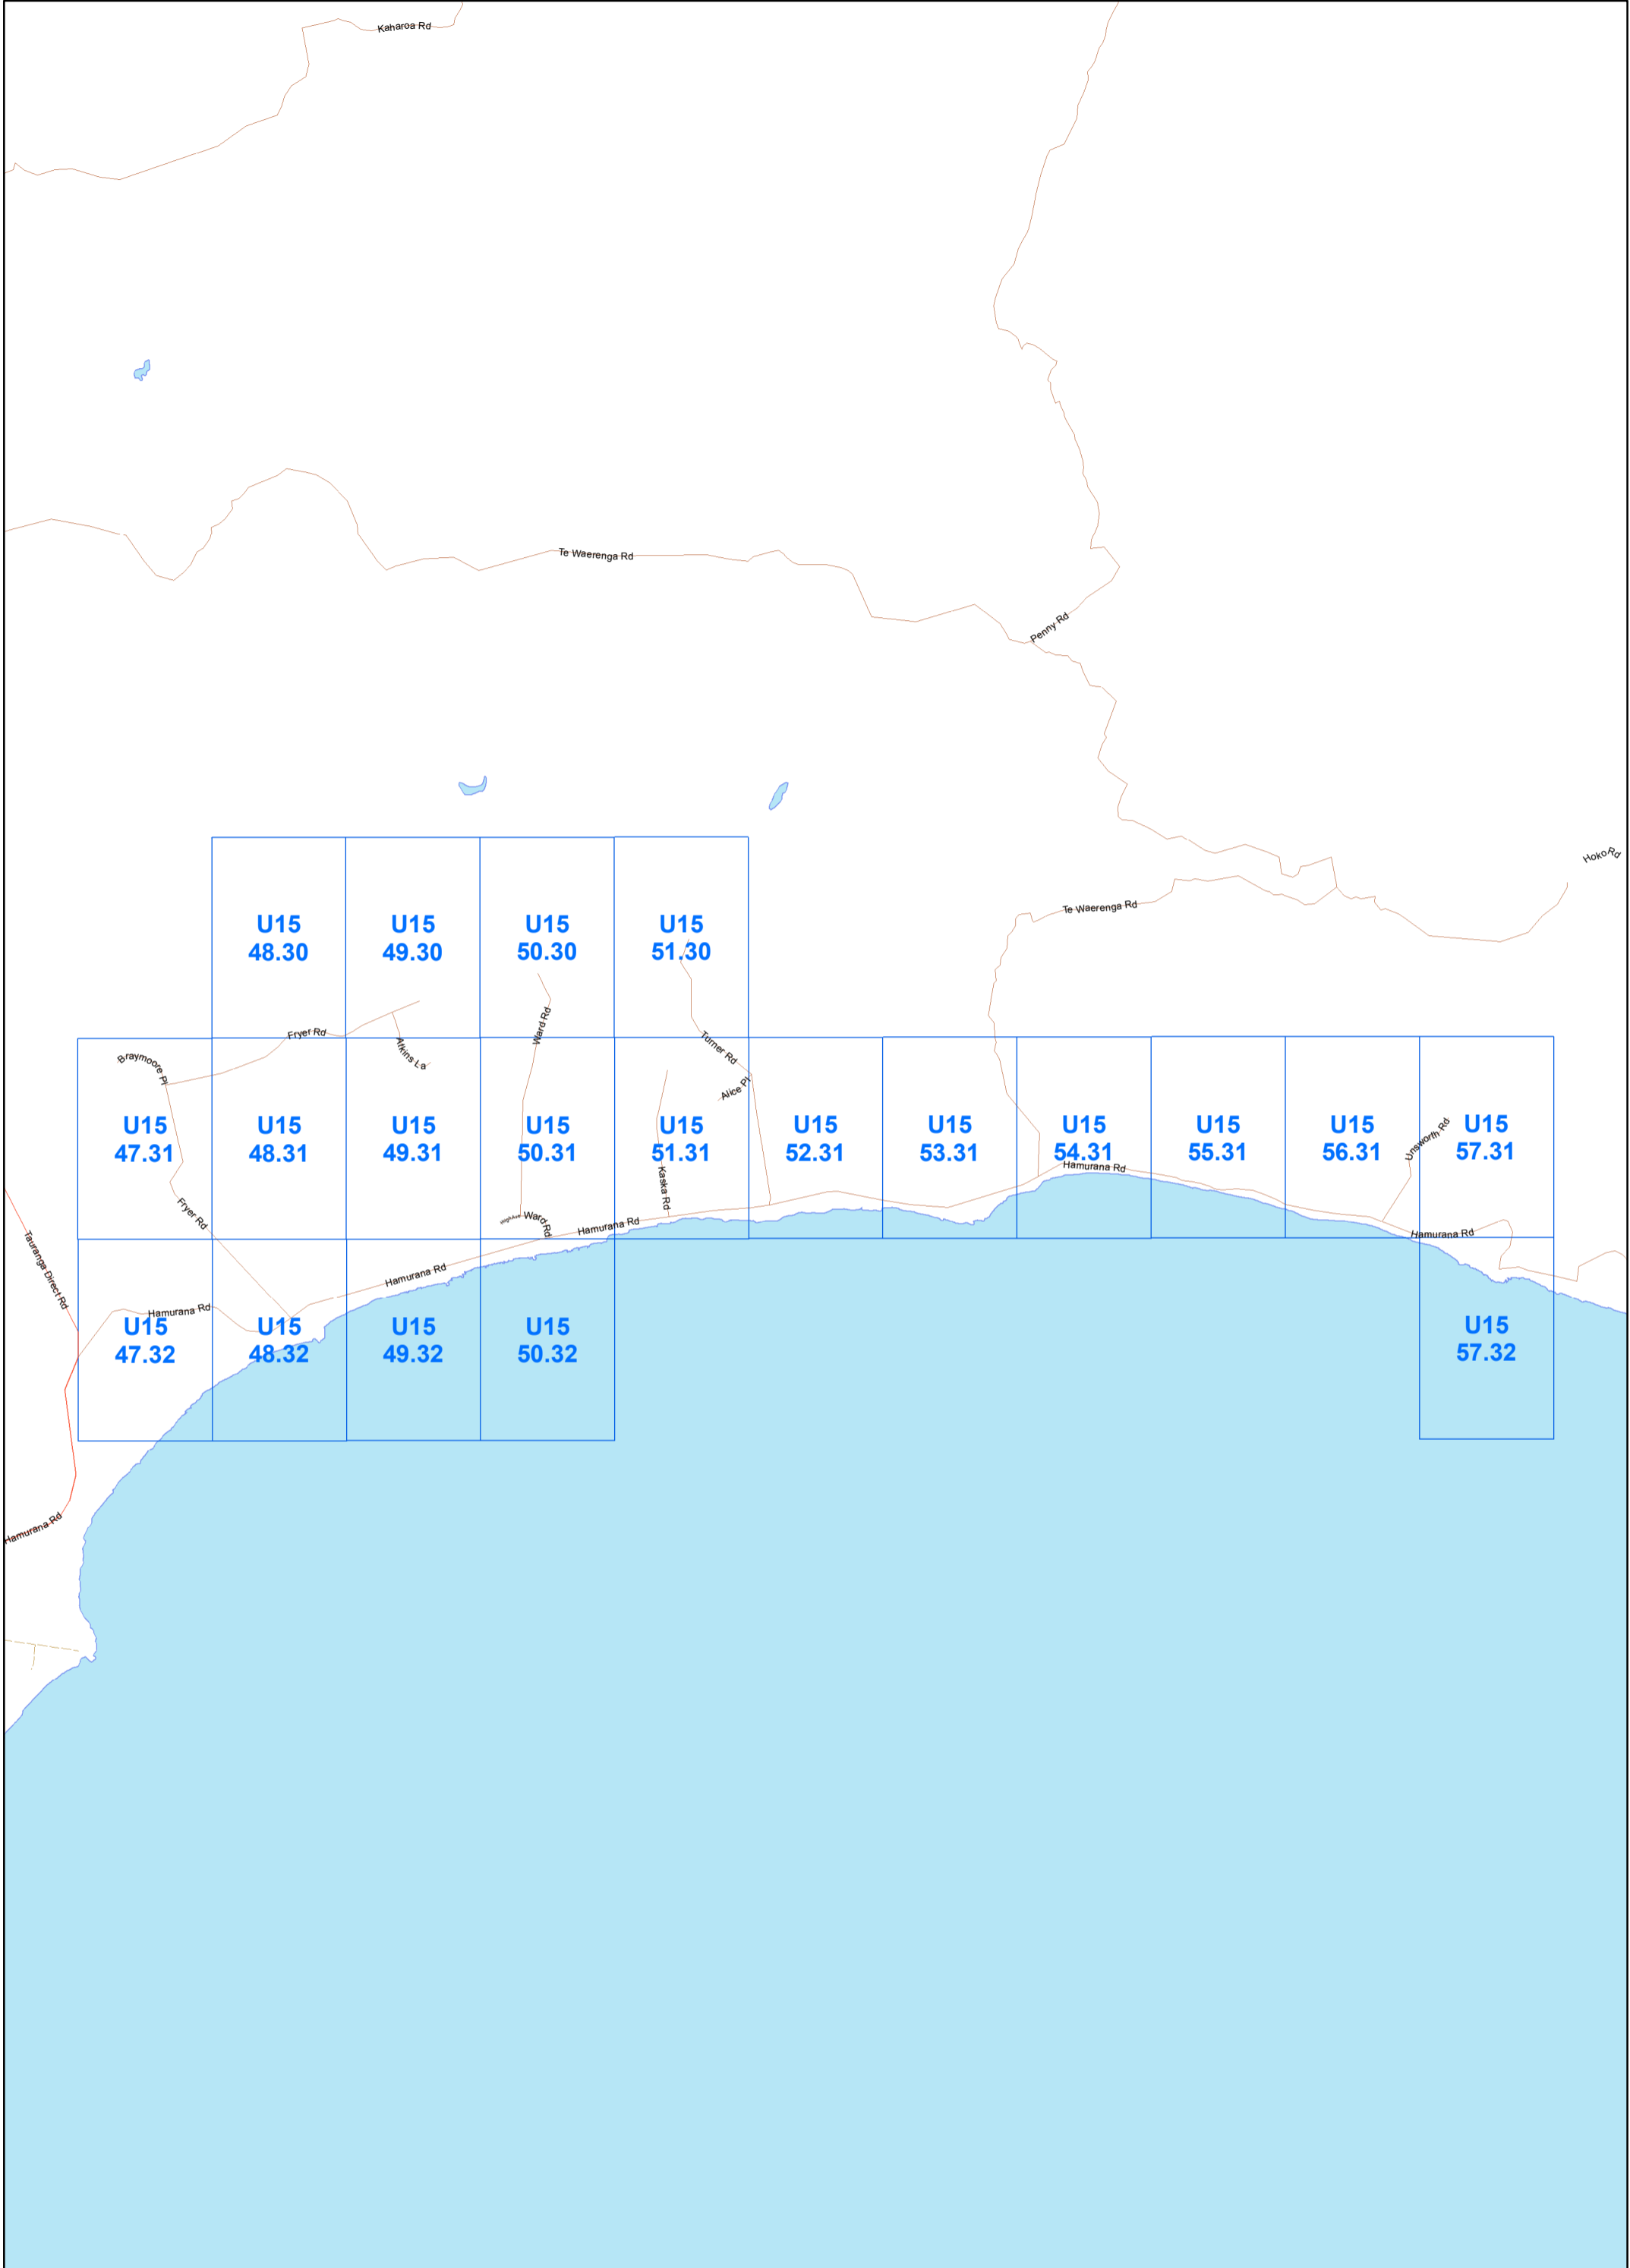 Kaharoa Rd
Te Waerenga Rd
Penny Rd
Hoko Rd
Te Waerenga Rd
U15
48.30
U15
49.30
U15
50.30
U15
51.30
Fryer Rd
Atkins La
Ward Rd
Turner Rd
Braymoore Pl
Alice Pl
U15
47.31
U15
48.31
U15
49.31
U15
50.31
U15
51.31
U15
52.31
U15
53.31
U15
54.31
U15
55.31
U15
56.31
Unsworth Rd
U15
57.31
Hamurana Rd
Kaska Rd
Fryer Rd
Ward Rd
Hamurana Rd
Hamurana Rd
Tauranga Direct Rd
Hamurana Rd
Hamurana Rd
U15
47.32
U15
48.32
U15
49.32
U15
50.32
U15
57.32
Hamurana Rd